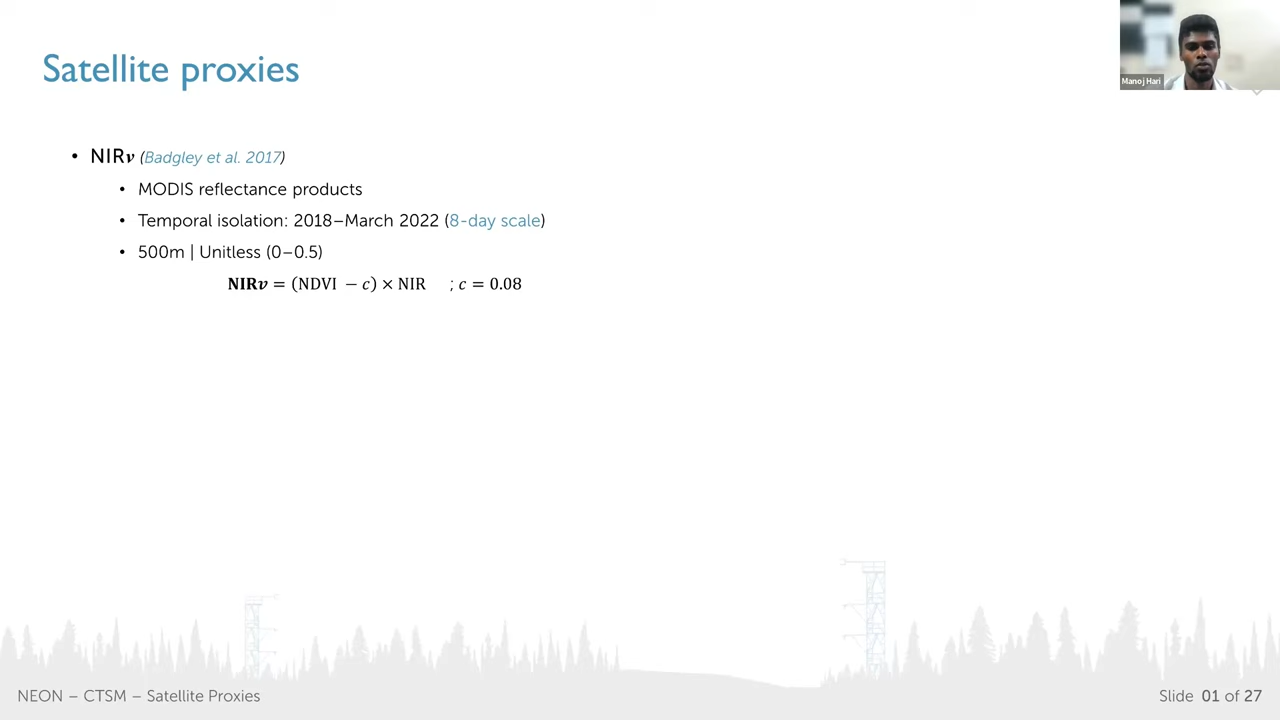 Satellite proxies
Manoj Hari
• NIRv (Badgley et al. 2017)
• MODIS reflectance products
• Temporal isolation: 2018–March 2022 (8-day scale)
• 500m | Unitless (0–0.5)
NIRv = (NDVI − c) × NIR ; c = 0.08
NEON – CTSM – Satellite Proxies
Slide 01 of 27